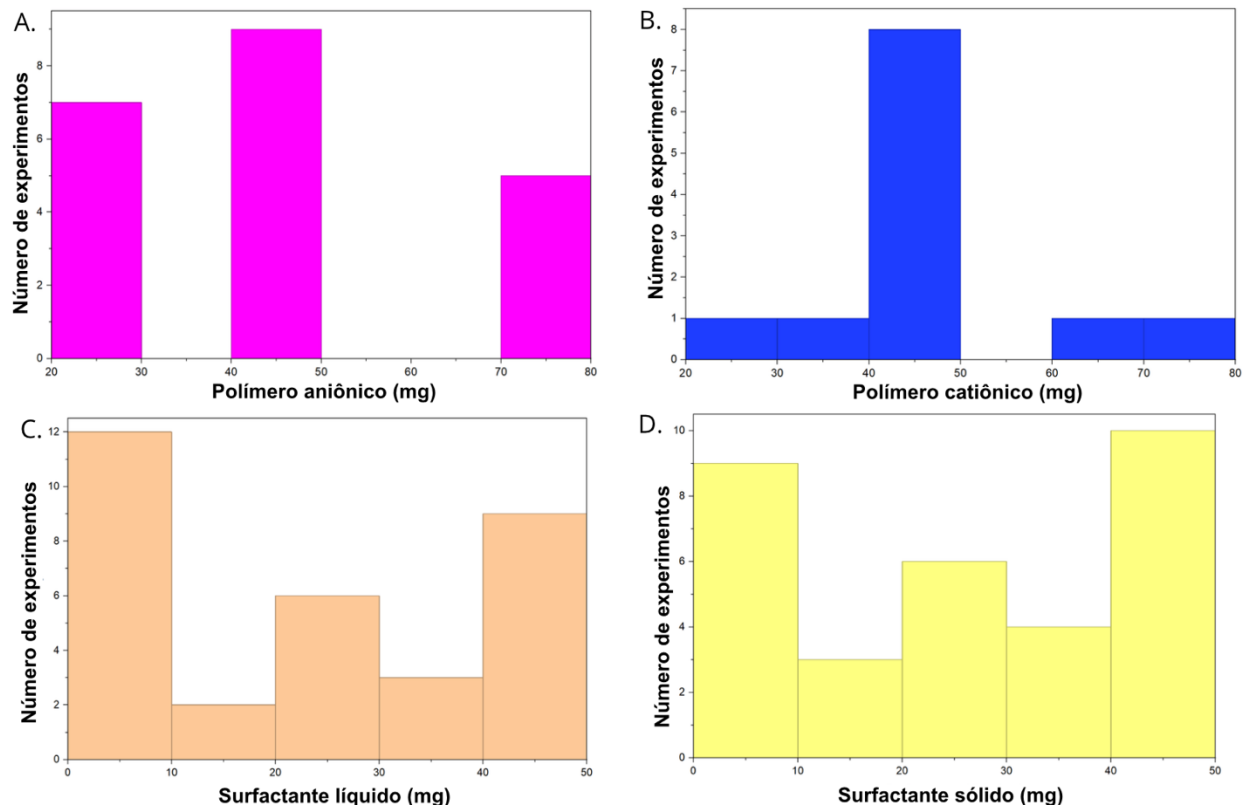 A.
Número de experimentos
8
6
4
2
0
20 30 40 50 60 70 80
Polímero aniônico (mg)
B.
Número de experimentos
8
7
6
5
4
3
2
1
0
20 30 40 50 60 70 80
Polímero catiônico (mg)
C.
Número de experimentos
12
10
8
6
4
2
0
0 10 20 30 40 50
Surfactante líquido (mg)
D.
Número de experimentos
10
8
6
4
2
0
0 10 20 30 40 50
Surfactante sólido (mg)